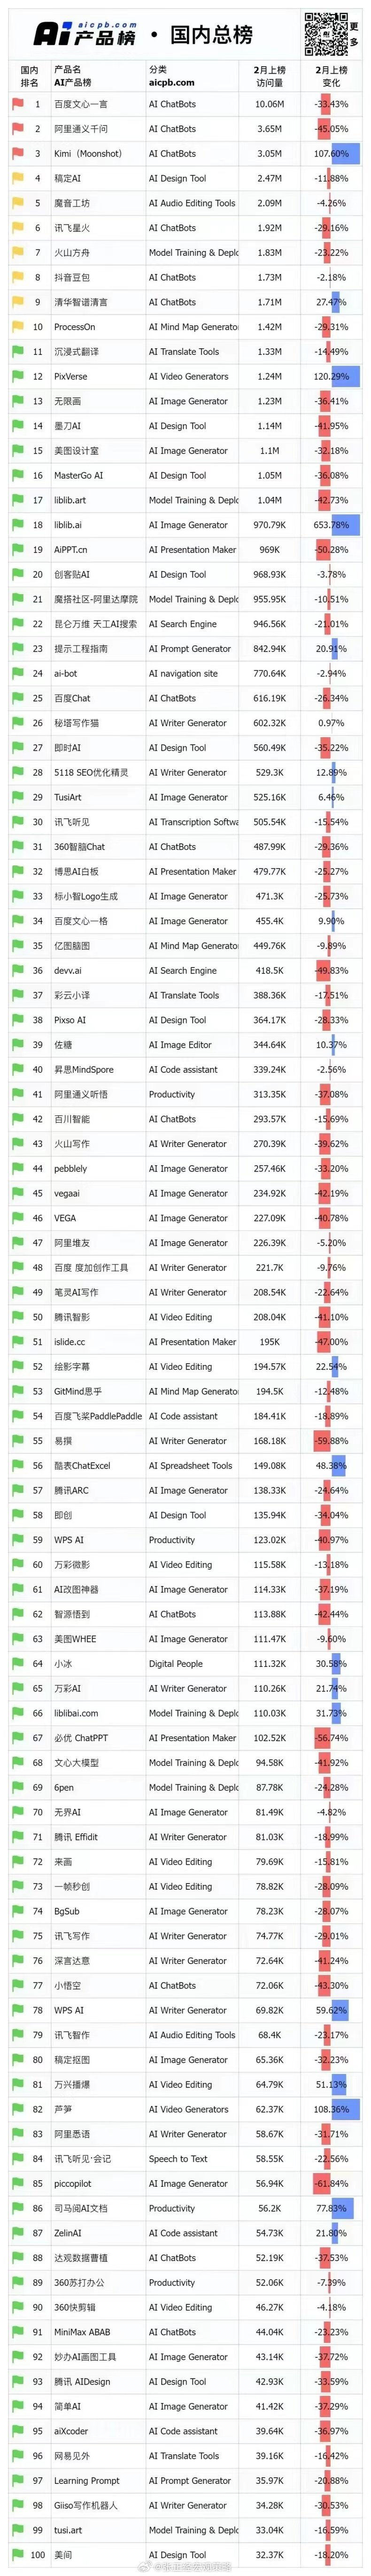 aicpb.com
Ai产品榜 · 国内总榜
更多
国内排名 产品名 AI产品榜 分类 aicpb.com 2月上榜访问量 2月上榜变化
1 百度文心一言 AI ChatBots 10.06M -33.43%
2 阿里通义千问 AI ChatBots 3.65M -45.05%
3 Kimi（Moonshot） AI ChatBots 3.05M 107.60%
4 稿定AI AI Design Tool 2.47M -11.88%
5 魔音工坊 AI Audio Editing Tools 2.09M -4.26%
6 讯飞星火 AI ChatBots 1.92M -29.16%
7 火山方舟 Model Training & Deplo 1.83M -23.22%
8 抖音豆包 AI ChatBots 1.73M -2.18%
9 清华智谱清言 AI ChatBots 1.71M 27.47%
10 ProcessOn AI Mind Map Generator 1.42M -29.31%
11 沉浸式翻译 AI Translate Tools 1.33M -14.49%
12 PixVerse AI Video Generators 1.24M 120.29%
13 无限画 AI Image Generator 1.23M -36.41%
14 墨刀AI AI Design Tool 1.14M -41.95%
15 美图设计室 AI Image Generator 1.1M -32.18%
16 MasterGo AI AI Design Tool 1.05M -36.08%
17 liblib.art Model Training & Deplo 1.04M -42.73%
18 liblib.ai AI Image Generator 970.79K 653.78%
19 AiPPT.cn AI Presentation Maker 969K -50.28%
20 创客贴AI AI Design Tool 968.93K -3.78%
21 魔搭社区-阿里达摩院 Model Training & Deplo 955.95K -10.51%
22 昆仑万维 天工AI搜索 AI Search Engine 946.56K -21.01%
23 提示工程指南 AI Prompt Generator 842.94K 20.91%
24 ai-bot AI navigation site 770.64K -2.94%
25 百度Chat AI ChatBots 616.19K -26.34%
26 秘塔写作猫 AI Writer Generator 602.32K 0.97%
27 即时AI AI Design Tool 560.49K -35.22%
28 5118 SEO优化精灵 AI Writer Generator 529.3K 12.89%
29 TusiArt AI Image Generator 525.16K 6.46%
30 讯飞听见 AI Transcription Softwa 505.54K -15.54%
31 360智脑Chat AI ChatBots 487.99K -29.36%
32 博思AI白板 AI Presentation Maker 479.77K -25.27%
33 标小智Logo生成 AI Image Generator 471.3K -25.73%
34 百度文心一格 AI Image Generator 455.4K 9.90%
35 亿图脑图 AI Mind Map Generator 449.76K -9.89%
36 devv.ai AI Search Engine 418.5K -49.83%
37 彩云小译 AI Translate Tools 388.36K -17.51%
38 Pixso AI AI Design Tool 364.17K -28.33%
39 佐糖 AI Image Editor 344.64K 10.37%
40 昇思MindSpore AI Code assistant 339.24K -2.56%
41 阿里通义听悟 Productivity 313.35K -37.08%
42 百川智能 AI ChatBots 293.57K -15.69%
43 火山写作 AI Writer Generator 270.39K -39.62%
44 pebblely AI Image Generator 257.46K -33.20%
45 vegaai AI Image Generator 234.92K -42.19%
46 VEGA AI Image Generator 227.09K -40.78%
47 阿里堆友 AI Image Generator 226.39K -5.20%
48 百度 度加创作工具 AI Writer Generator 221.7K -9.76%
49 笔灵AI写作 AI Writer Generator 208.54K -22.64%
50 腾讯智影 AI Video Editing 208.04K -41.10%
51 islide.cc AI Presentation Maker 195K -47.00%
52 绘影字幕 AI Video Editing 194.57K 22.54%
53 GitMind思乎 AI Mind Map Generator 194.5K -12.48%
54 百度飞桨PaddlePaddle AI Code assistant 184.41K -18.89%
55 易撰 AI Writer Generator 168.18K -59.88%
56 酷表ChatExcel AI Spreadsheet Tools 149.08K 48.38%
57 腾讯ARC AI Image Generator 138.33K -24.64%
58 即创 AI Design Tool 135.94K -34.04%
59 WPS AI Productivity 123.02K -40.97%
60 万彩微影 AI Video Editing 115.58K -13.18%
61 AI改图神器 AI Image Generator 114.33K -37.19%
62 智源悟到 AI ChatBots 113.88K -42.44%
63 美图WHEE AI Image Generator 111.47K -9.60%
64 小冰 Digital People 111.32K 30.58%
65 万彩AI AI Writer Generator 110.26K 21.74%
66 liblibai.com Model Training & Deplo 110.03K 31.73%
67 必优 ChatPPT AI Presentation Maker 102.52K -56.74%
68 文心大模型 Model Training & Deplo 94.58K -41.92%
69 6pen Model Training & Deplo 87.78K -24.28%
70 无界AI AI Image Generator 81.49K -4.82%
71 腾讯 Effidit AI Writer Generator 81.03K -18.99%
72 来画 AI Video Editing 79.69K -15.81%
73 一帧秒创 AI Video Editing 78.82K -28.09%
74 BgSub AI Image Generator 78.23K -28.07%
75 讯飞写作 AI Writer Generator 74.77K -29.01%
76 深言达意 AI Writer Generator 72.64K -41.24%
77 小悟空 AI ChatBots 72.06K -43.30%
78 WPS AI AI Writer Generator 69.82K 59.62%
79 讯飞智作 AI Audio Editing Tools 68.4K -23.17%
80 稿定抠图 AI Image Generator 65.36K -32.23%
81 万兴播爆 AI Video Editing 64.79K 51.13%
82 芦笋 AI Video Generators 62.37K 108.36%
83 阿里悉语 AI Writer Generator 58.67K -31.71%
84 讯飞听见·会记 Speech to Text 58.55K -22.56%
85 piccopilot AI Image Generator 56.94K -61.84%
86 司马阅AI文档 Productivity 56.2K 77.83%
87 ZelinAI AI Code assistant 54.73K 21.80%
88 达观数据曹植 AI ChatBots 52.19K -37.53%
89 360苏打办公 Productivity 52.06K -7.39%
90 360快剪辑 AI Video Editing 46.27K -4.18%
91 MiniMax ABAB AI ChatBots 44.04K -23.23%
92 妙办AI画图工具 AI Image Generator 43.14K -37.72%
93 腾讯 AIDesign AI Design Tool 42.93K -33.59%
94 简单AI AI Image Generator 41.42K -37.29%
95 aiXcoder AI Code assistant 39.64K -36.97%
96 网易见外 AI Translate Tools 39.16K -16.42%
97 Learning Prompt AI Prompt Generator 35.97K -20.88%
98 Giiso写作机器人 AI Writer Generator 34.28K -30.53%
99 tusi.art Model Training & Deplo 33.04K -16.59%
100 美间 AI Design Tool 32.37K -18.20%